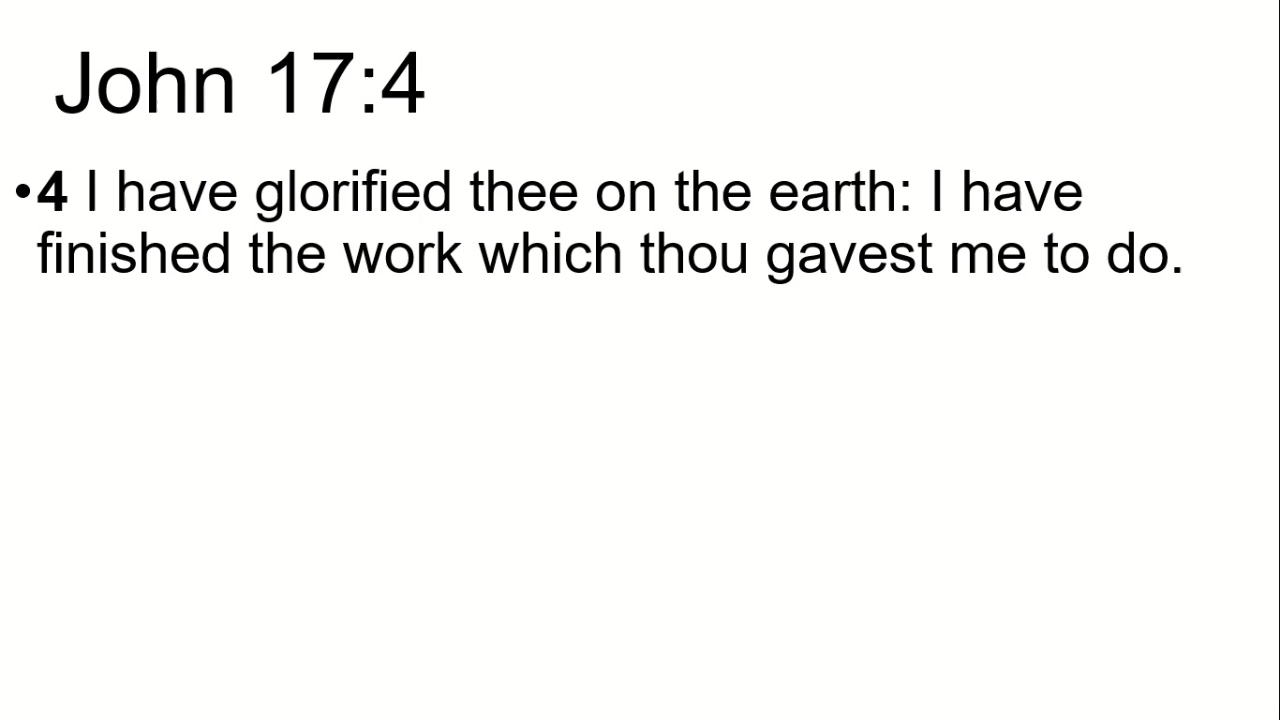 John 17:4
•4 I have glorified thee on the earth: I have
finished the work which thou gavest me to do.